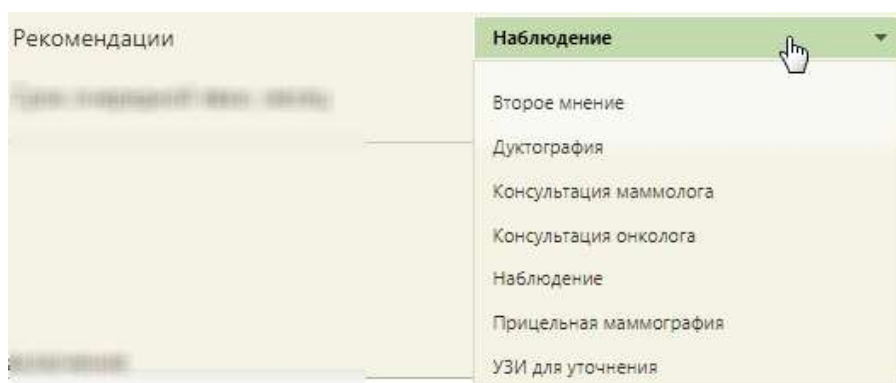 Рекомендации
Наблюдение
Второе мнение
Дуктография
Консультация маммолога
Консультация онколога
Наблюдение
Прицельная маммография
УЗИ для уточнения